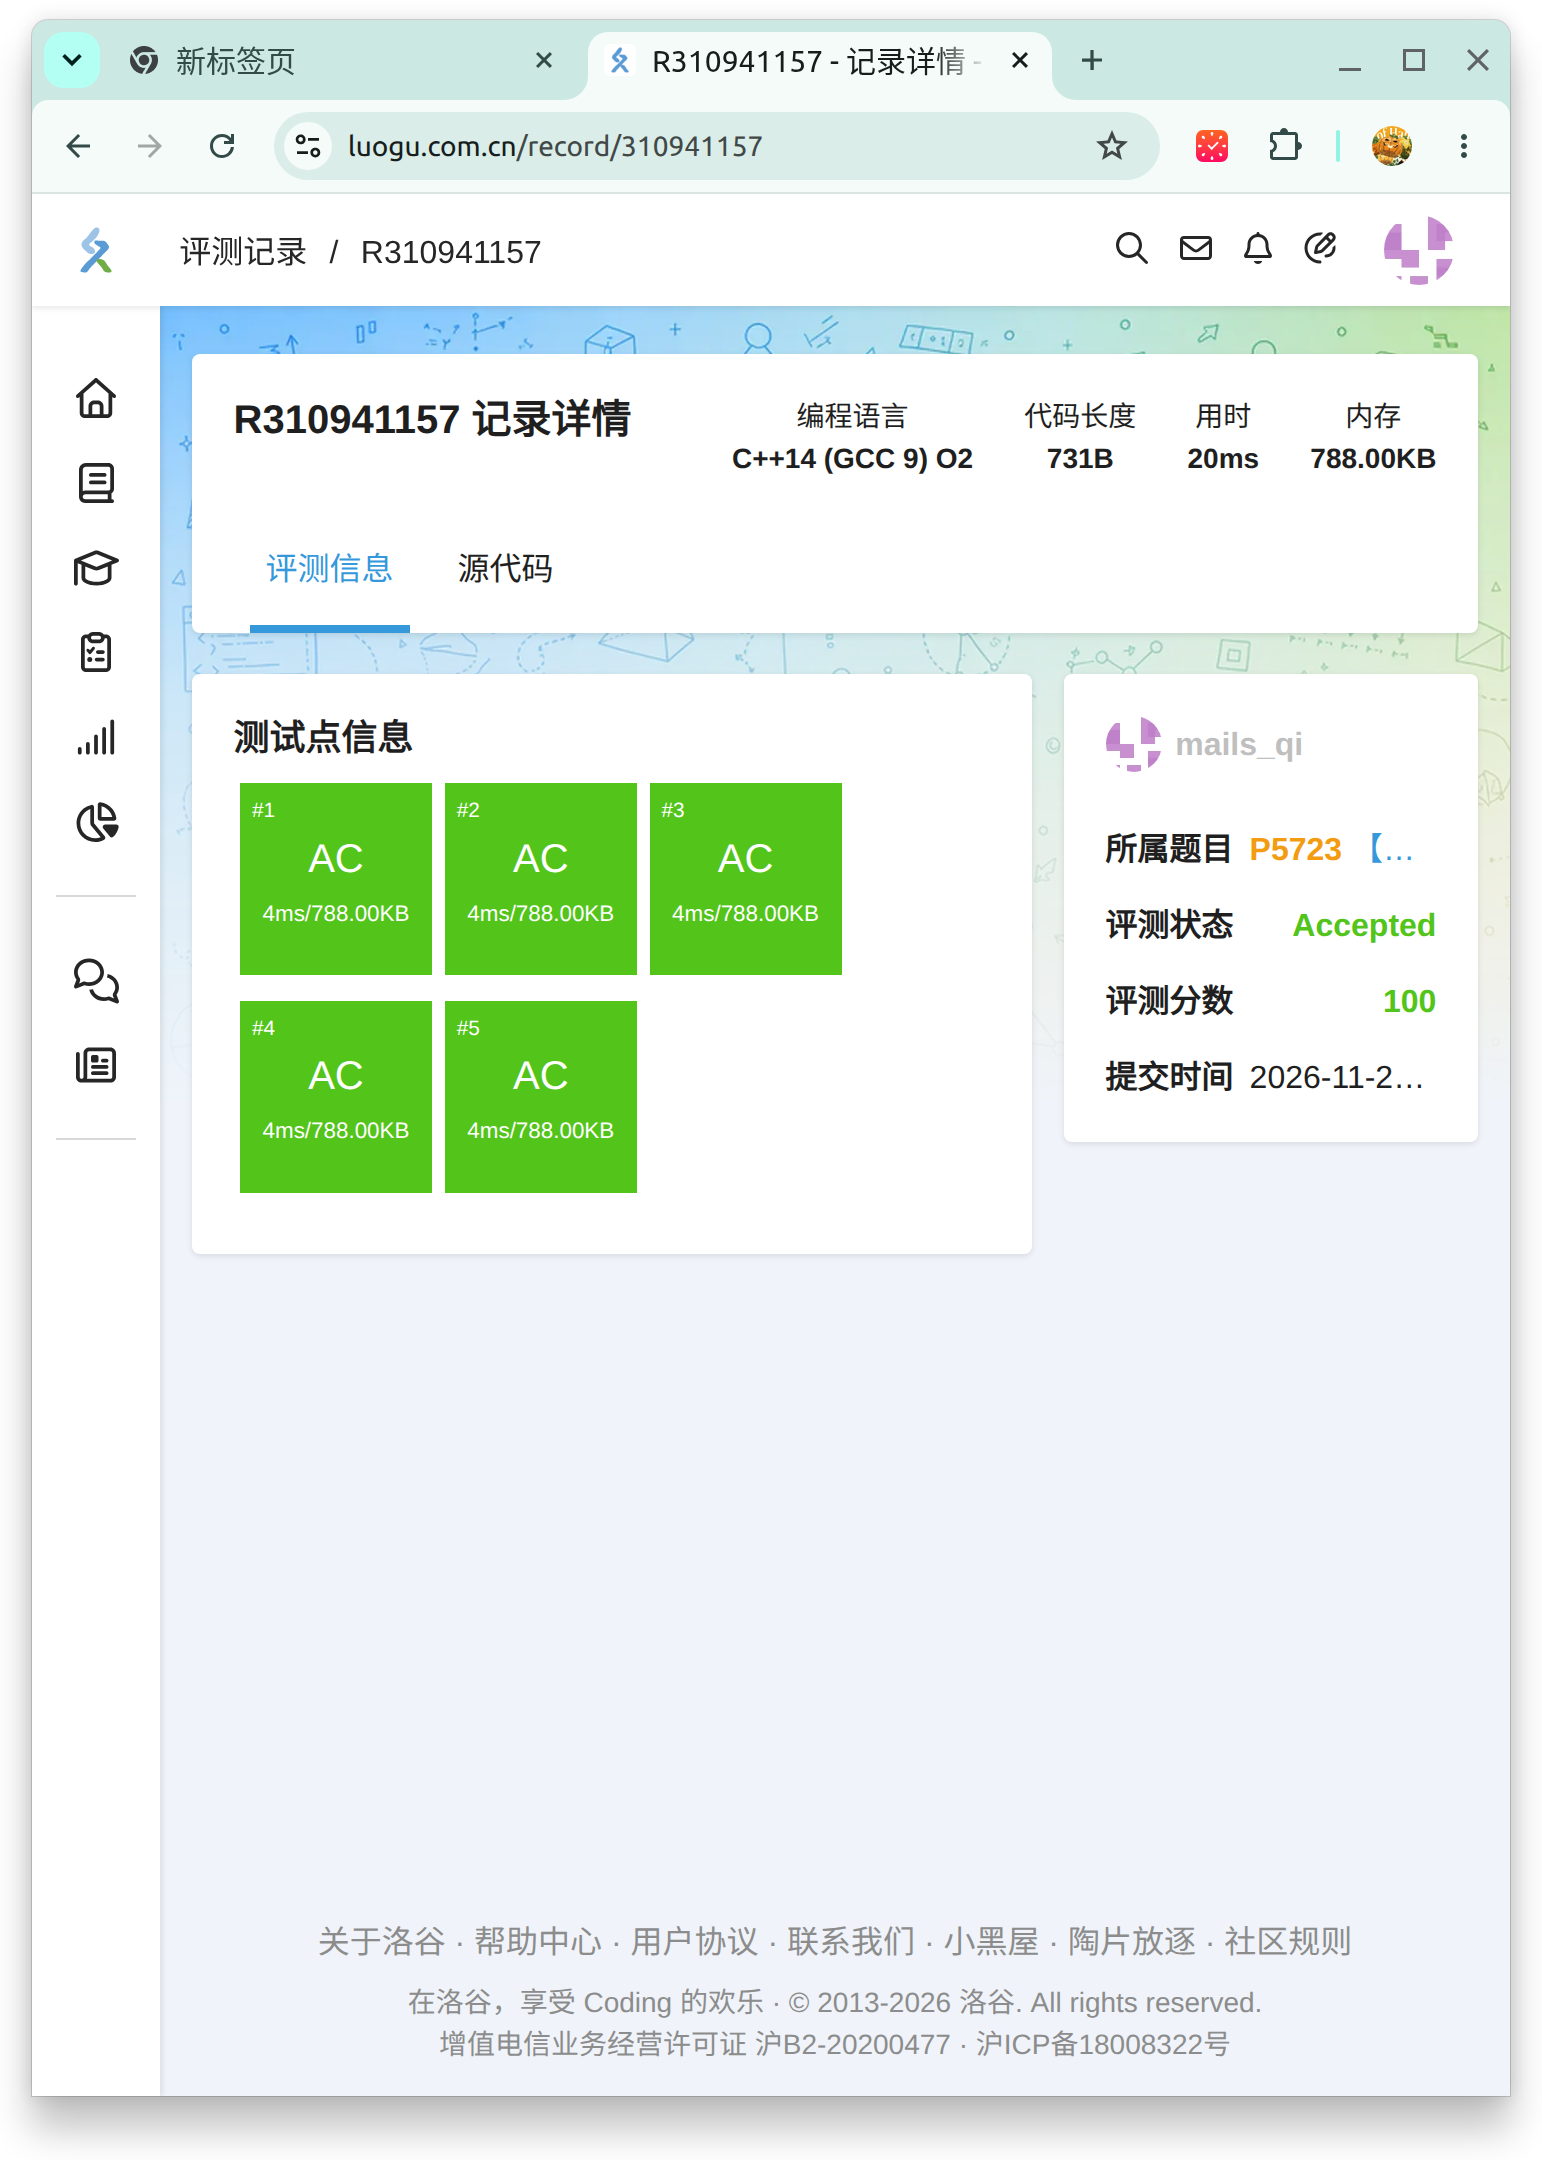 新标签页
R310941157 - 记录详情 -
luogu.com.cn/record/310941157
评测记录 / R310941157
R310941157 记录详情
编程语言
C++14 (GCC 9) O2
代码长度
731B
用时
20ms
内存
788.00KB
评测信息
源代码
测试点信息
#1
AC
4ms/788.00KB
#2
AC
4ms/788.00KB
#3
AC
4ms/788.00KB
#4
AC
4ms/788.00KB
#5
AC
4ms/788.00KB
mails_qi
所属题目 P5723 【...
评测状态 Accepted
评测分数 100
提交时间 2026-11-2...
关于洛谷 · 帮助中心 · 用户协议 · 联系我们 · 小黑屋 · 陶片放逐 · 社区规则
在洛谷，享受 Coding 的欢乐 · © 2013-2026 洛谷. All rights reserved.
增值电信业务经营许可证 沪B2-20200477 · 沪ICP备18008322号